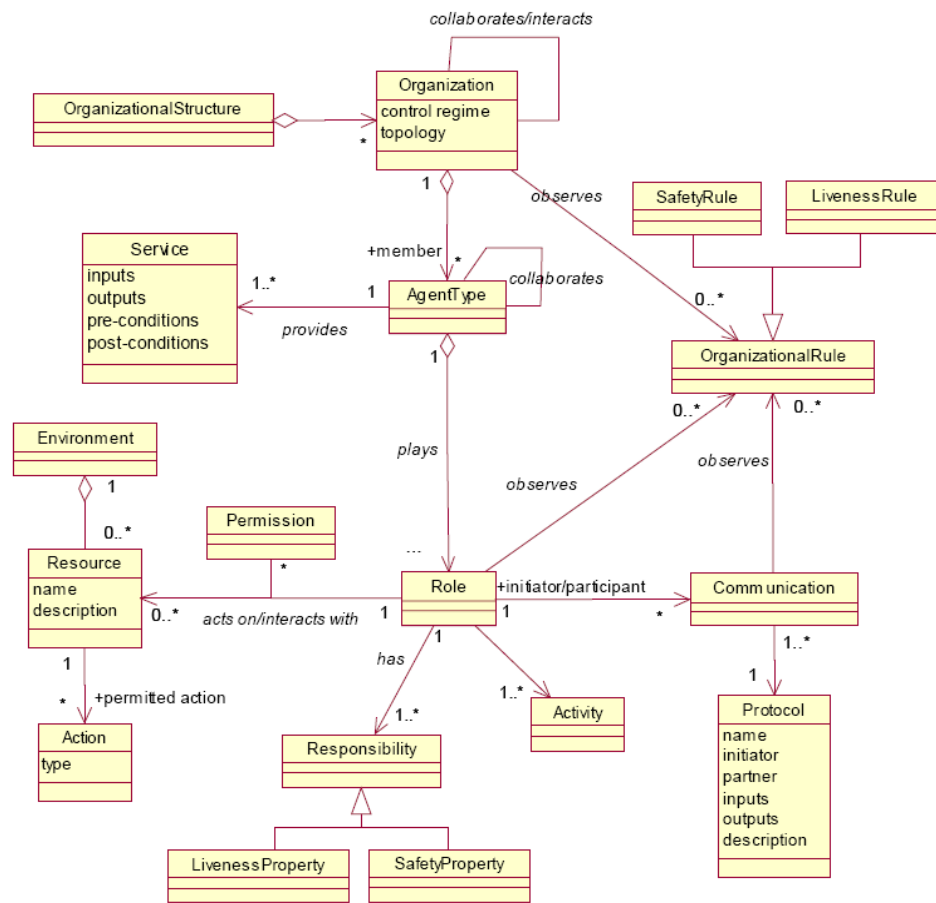 collaborates/interacts
Organization
control regime
topology
OrganizationalStructure
*
1
observes
SafetyRule
LivenessRule
+member
*
Service
inputs
outputs
pre-conditions
post-conditions
1..*
1
provides
AgentType
collaborates
0..*
1
OrganizationalRule
0..*
0..*
plays
observes
observes
Environment
1
0..*
Permission
*
...
Resource
name
description
0..*
acts on/interacts with
1
Role
1
+initiator/participant
*
Communication
1
has
1..*
1
*
+permitted action
1..*
1..*
1
Action
type
Responsibility
Activity
Protocol
name
initiator
partner
inputs
outputs
description
LivenessProperty
SafetyProperty